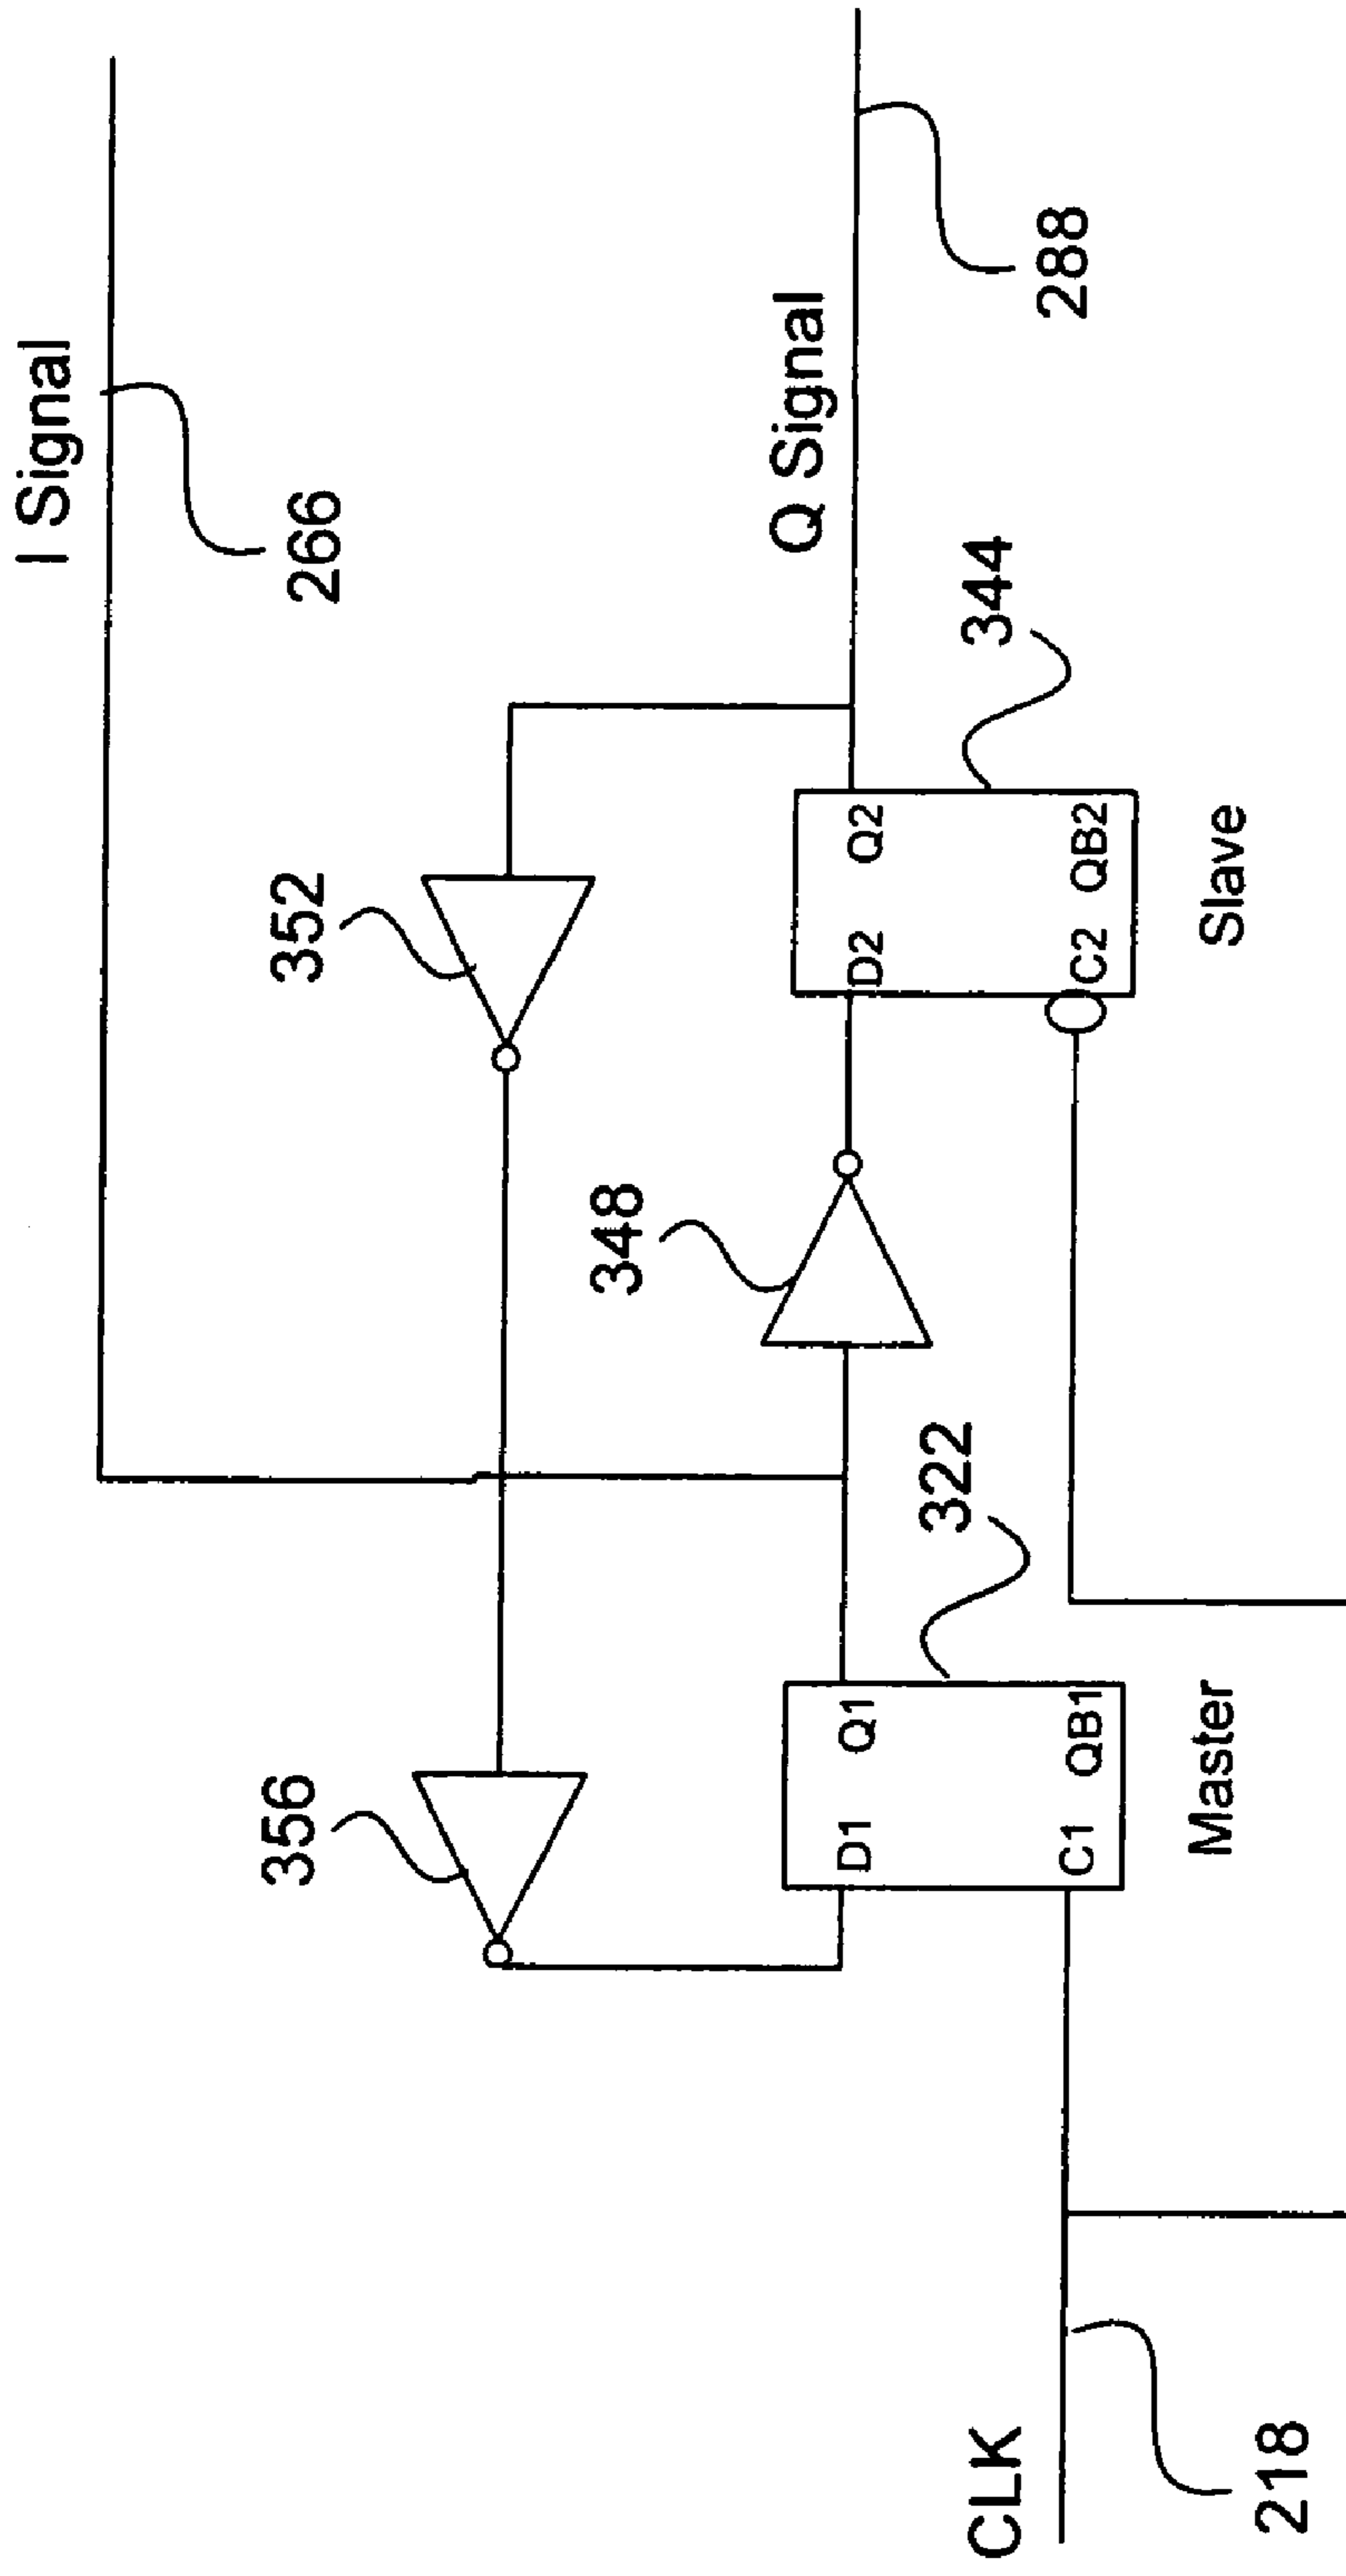 I Signal
266
Q Signal
288
352
356
348
344
322
D1
Q1
C1
QB1
Master
D2
Q2
C2
QB2
Slave
CLK
218